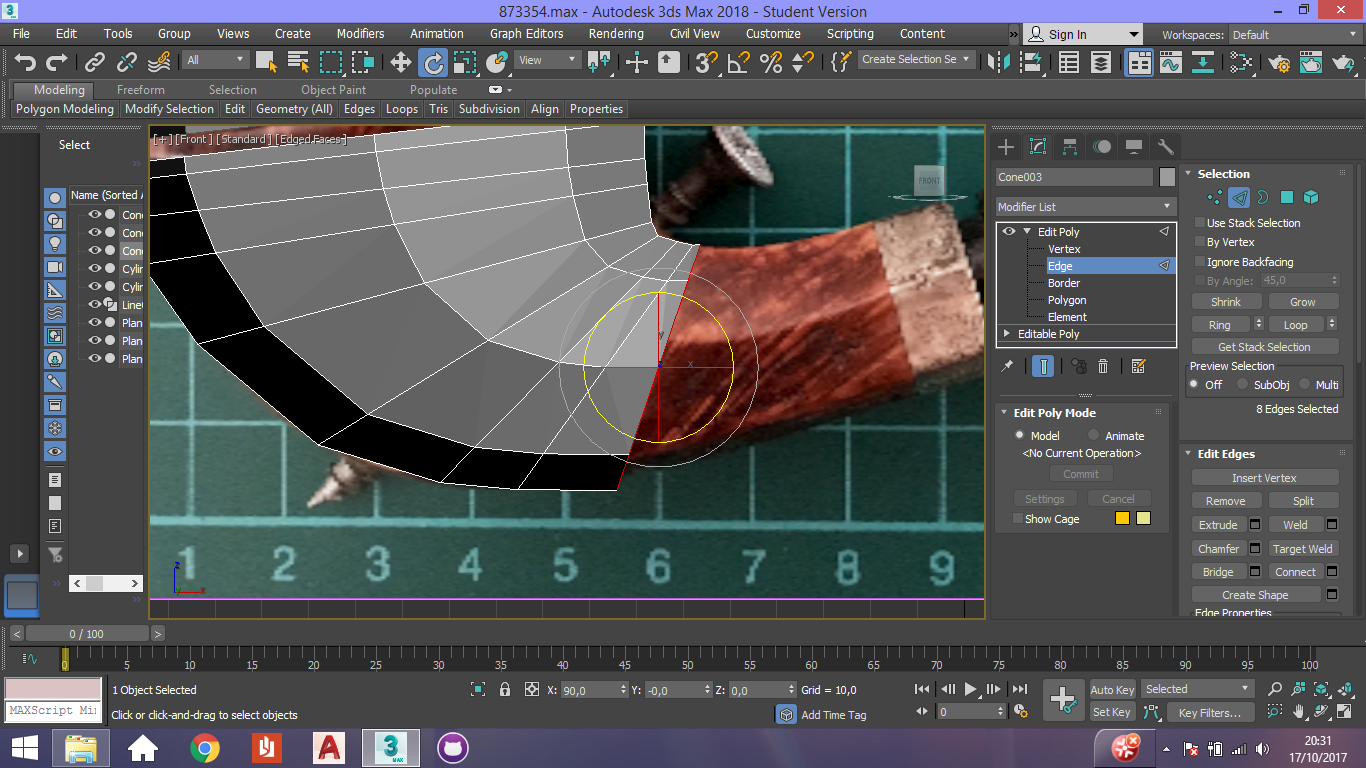 873354.max - Autodesk 3ds Max 2018 - Student Version
3
MAX
File Edit Tools Group Views Create Modifiers Animation Graph Editors Rendering Civil View Customize Scripting Content » Sign In Workspaces: Default
All View Create Selection Se
Modeling Freeform Selection Object Paint Populate
Polygon Modeling Modify Selection Edit Geometry (All) Edges Loops Tris Subdivision Align Properties
Select
[+] [Front] [Standard] [Edged Faces]
FRONT
Name (Sorted A
Con
Con
Con
Cylin
Cylin
Line
Plan
Plan
Plan
y
x
z
x
1 2 3 4 5 6 7 8 9
Cone003
Modifier List
Edit Poly
Vertex
Edge
Border
Polygon
Element
Editable Poly
Edit Poly Mode
Model Animate
<No Current Operation>
Commit
Settings Cancel
Show Cage
Selection
Use Stack Selection
By Vertex
Ignore Backfacing
By Angle: 45,0
Shrink Grow
Ring Loop
Get Stack Selection
Preview Selection
Off SubObj Multi
8 Edges Selected
Edit Edges
Insert Vertex
Remove Split
Extrude Weld
Chamfer Target Weld
Bridge Connect
Create Shape
Edge Properties
< 0 / 100 >
0 5 10 15 20 25 30 35 40 45 50 55 60 65 70 75 80 85 90 95 100
1 Object Selected X: 90,0 Y: -0,0 Z: 0,0 Grid = 10,0 Auto Key Selected
MAXScript Mi Click or click-and-drag to select objects Add Time Tag 0 Set Key Key Filters...
A
3
MAX
20:31
17/10/2017